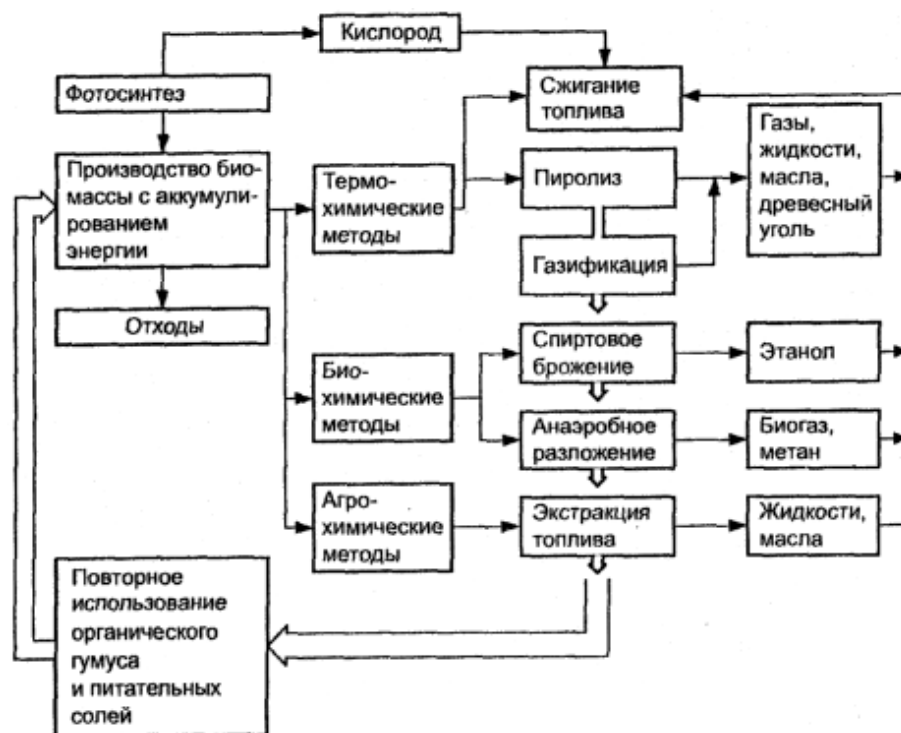 Кислород
Фотосинтез
Сжигание
топлива
Производство био-
массы с аккумули-
рованием
энергии
Термо-
химические
методы
Пиролиз
Газы,
жидкости,
масла,
древесный
уголь
Газификация
Отходы
Био-
химические
методы
Спиртовое
брожение
Этанол
Анаэробное
разложение
Биогаз,
метан
Агро-
химические
методы
Экстракция
топлива
Жидкости,
масла
Повторное
использование
органического
гумуса
и питательных
солей